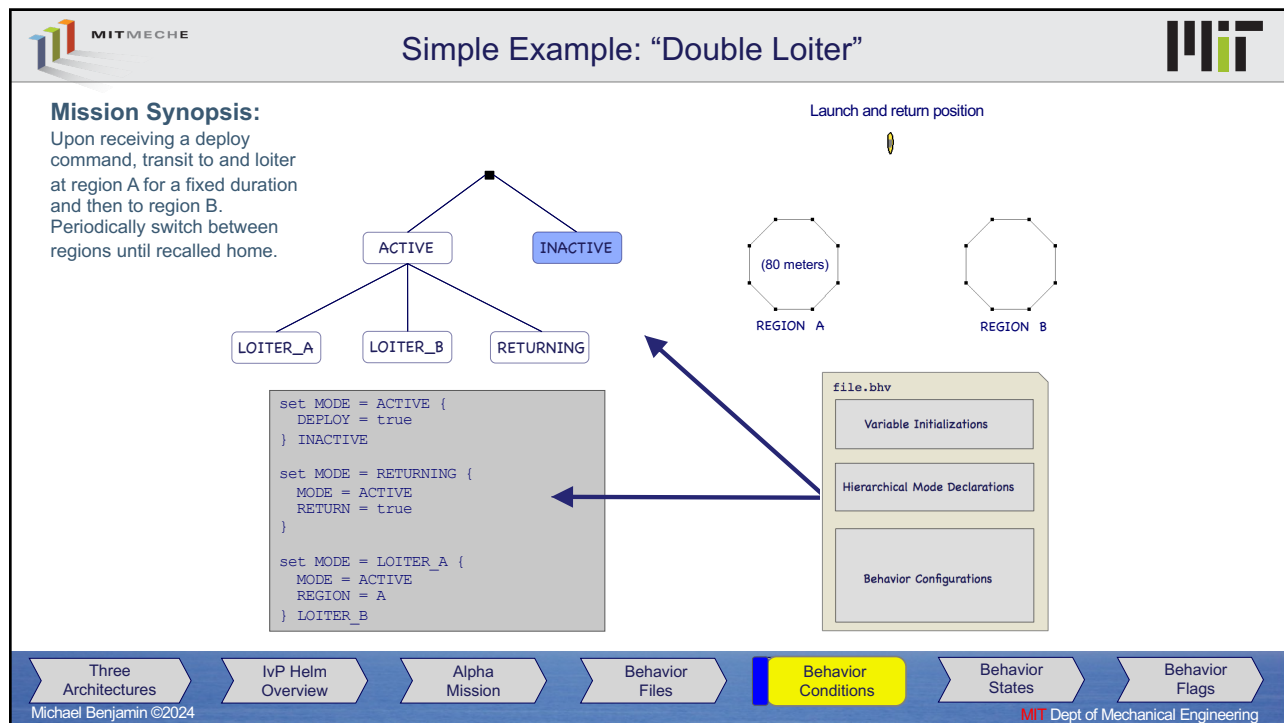 MITMECHE
Simple Example: “Double Loiter”
MiT
Mission Synopsis:
Upon receiving a deploy
command, transit to and loiter
at region A for a fixed duration
and then to region B.
Periodically switch between
regions until recalled home.
Launch and return position
ACTIVE
INACTIVE
LOITER_A
LOITER_B
RETURNING
(80 meters)
REGION A
REGION B
set MODE = ACTIVE {
DEPLOY = true
} INACTIVE
set MODE = RETURNING {
MODE = ACTIVE
RETURN = true
}
set MODE = LOITER_A {
MODE = ACTIVE
REGION = A
} LOITER_B
file.bhv
Variable Initializations
Hierarchical Mode Declarations
Behavior Configurations
Three
Architectures
IvP Helm
Overview
Alpha
Mission
Behavior
Files
Behavior
Conditions
Behavior
States
Behavior
Flags
Michael Benjamin ©2024
MIT Dept of Mechanical Engineering